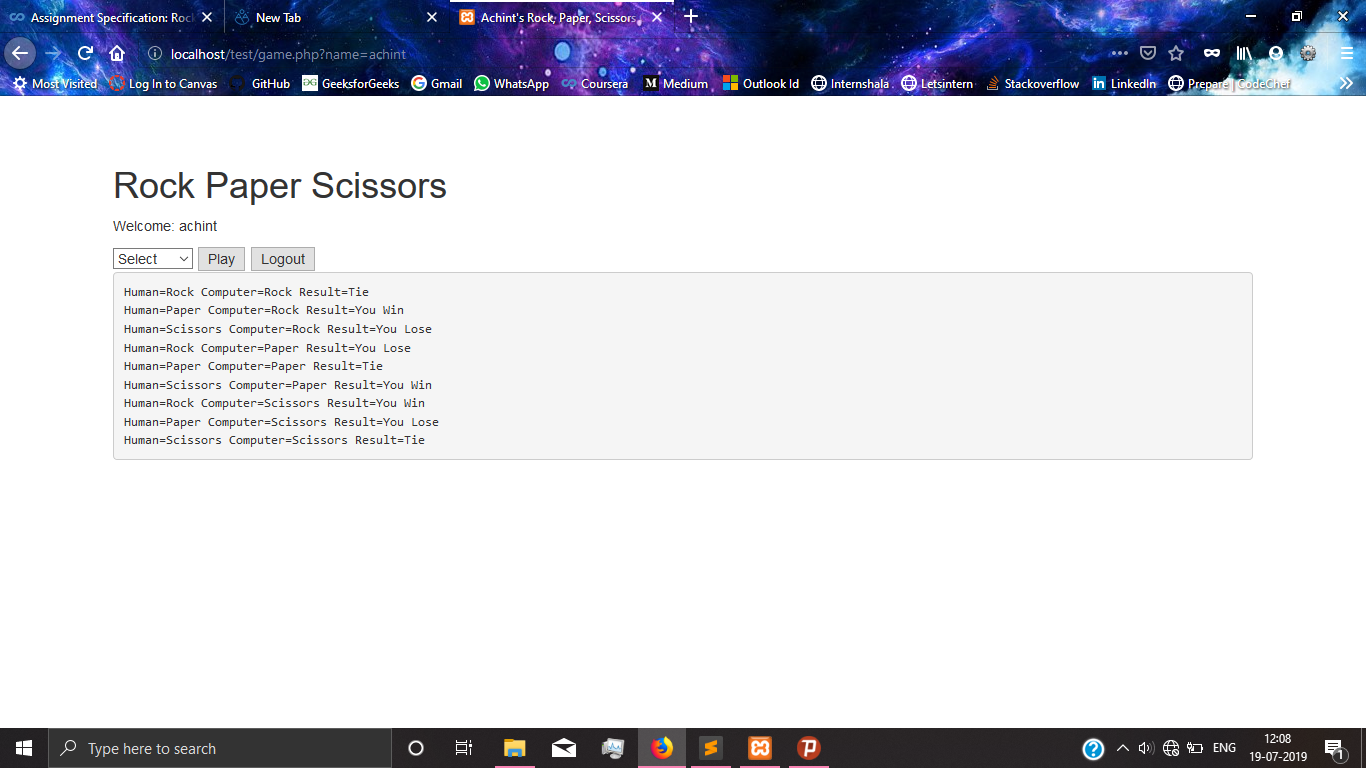 Assignment Specification: Rock
New Tab
Achint's Rock, Paper, Scissors
localhost/test/game.php?name=achint
Most Visited
Log In to Canvas
GitHub
GeeksforGeeks
Gmail
WhatsApp
Coursera
M Medium
Outlook Id
Internshala
Letsintern
Stackoverflow
in LinkedIn
Prepare | CodeChef
Rock Paper Scissors
Welcome: achint
Select Play Logout
Human=Rock Computer=Rock Result=Tie
Human=Paper Computer=Rock Result=You Win
Human=Scissors Computer=Rock Result=You Lose
Human=Rock Computer=Paper Result=You Lose
Human=Paper Computer=Paper Result=Tie
Human=Scissors Computer=Paper Result=You Win
Human=Rock Computer=Scissors Result=You Win
Human=Paper Computer=Scissors Result=You Lose
Human=Scissors Computer=Scissors Result=Tie
Type here to search
ENG
12:08
19-07-2019
1